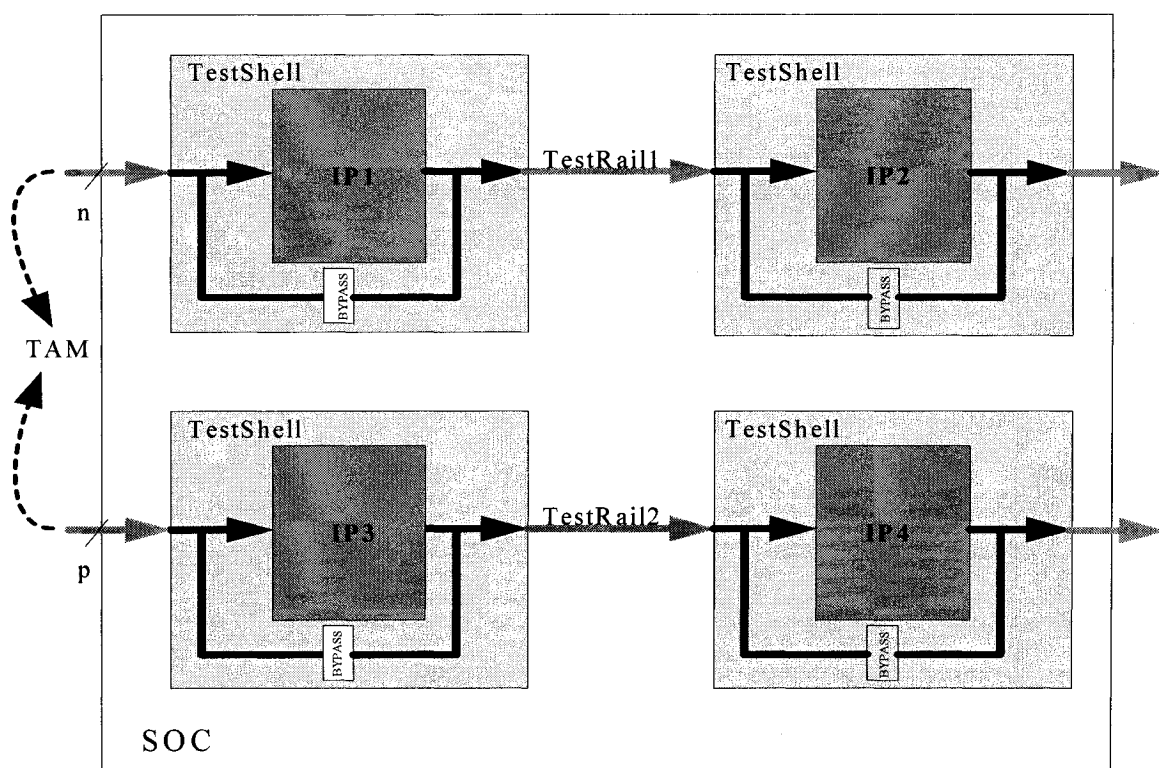 TestShell
TestShell
IP1
TestRail1
IP2
n
BYPASS
BYPASS
TAM
TestShell
TestShell
IP3
TestRail2
IP4
p
BYPASS
BYPASS
SOC